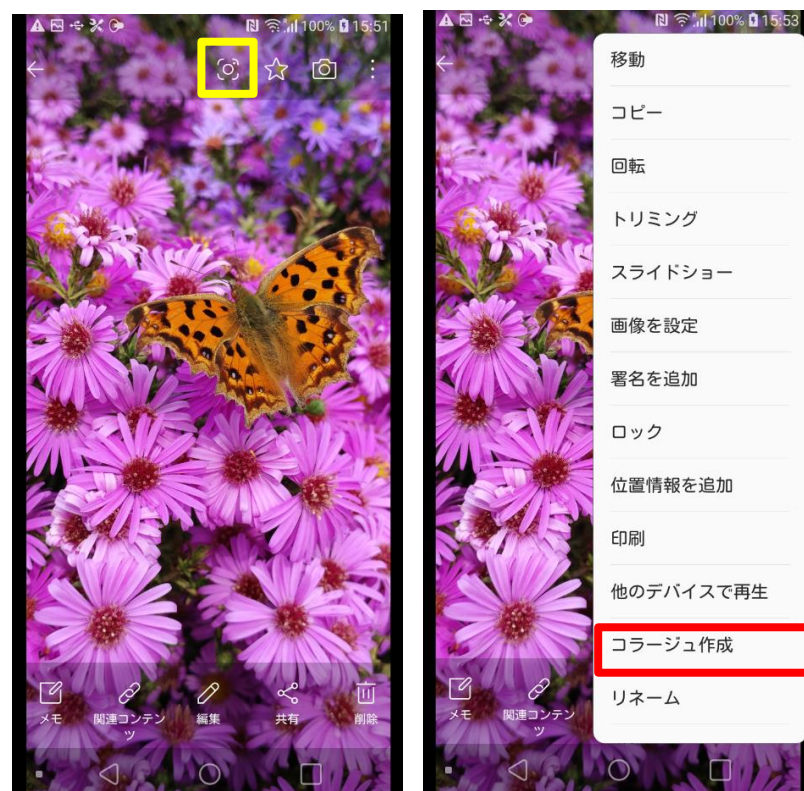 100% 15:51
メモ
関連コンテン
ツ
編集
共有
削除
100% 15:53
移動
コピー
回転
トリミング
スライドショー
画像を設定
署名を追加
ロック
位置情報を追加
印刷
他のデバイスで再生
コラージュ作成
リネーム
メモ
関連コンテン
ツ